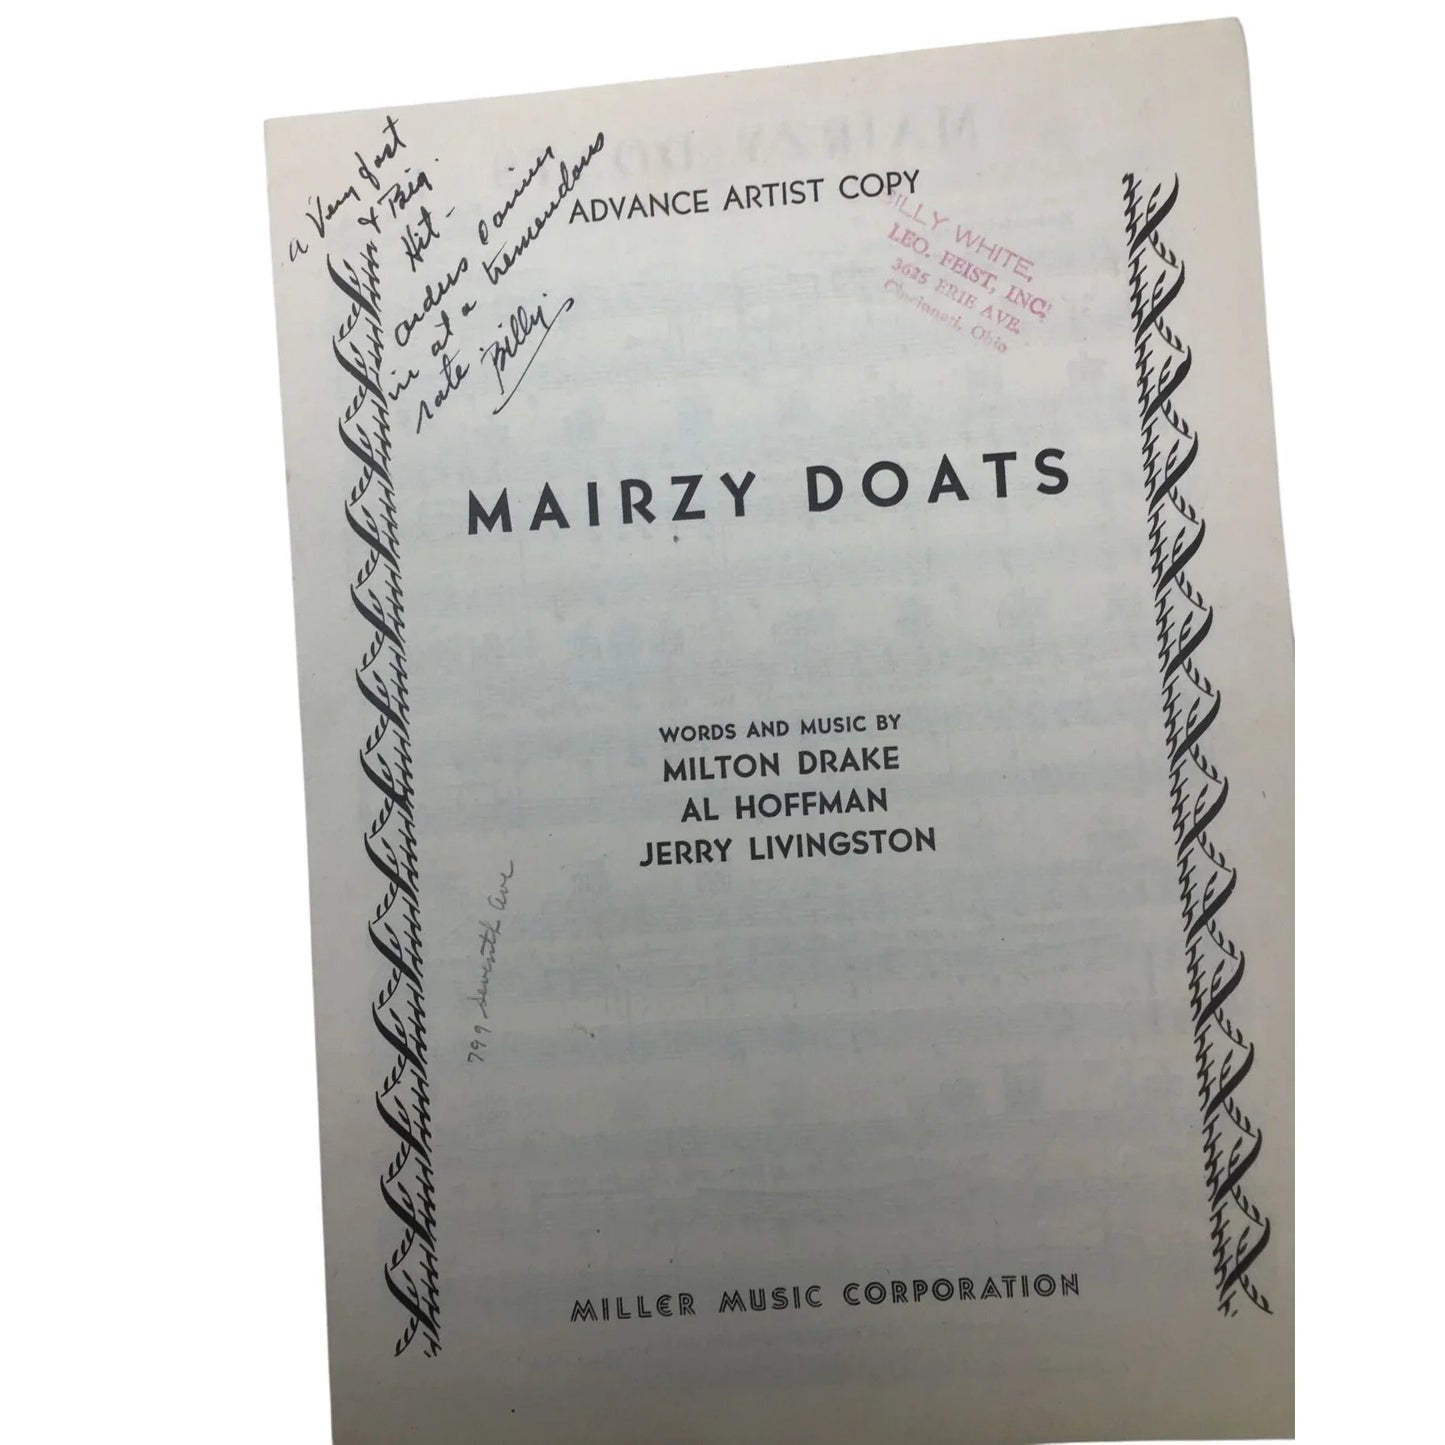 a Very fast
& Big
Hit -
orders coming
in at a tremendous
rate Billy
ADVANCE ARTIST COPY
BILLY WHITE,
LEO. FEIST, INC.
3625 ERIE AVE.
Cincinnati, Ohio
MAIRZY DOATS
WORDS AND MUSIC BY
MILTON DRAKE
AL HOFFMAN
JERRY LIVINGSTON
799 Seventh Ave
MILLER MUSIC CORPORATION